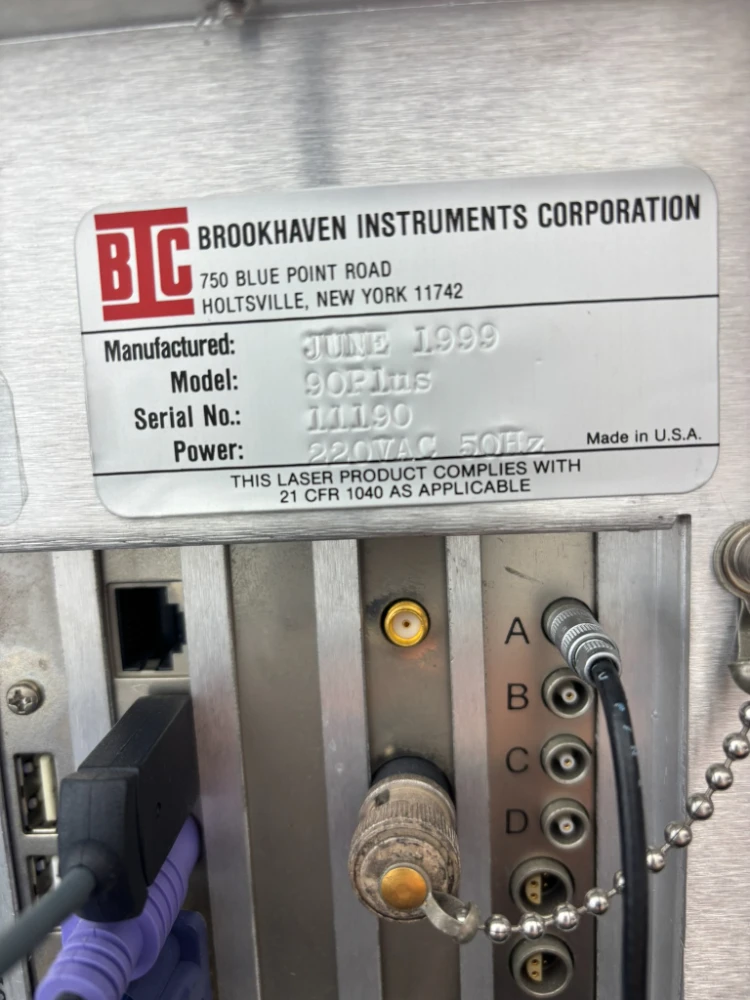 BIC
BROOKHAVEN INSTRUMENTS CORPORATION
750 BLUE POINT ROAD
HOLTSVILLE, NEW YORK 11742
Manufactured: JUNE 1999
Model: 90Plus
Serial No.: 11190
Power: 220VAC 50Hz
Made in U.S.A.
THIS LASER PRODUCT COMPLIES WITH
21 CFR 1040 AS APPLICABLE
A
B
C
D